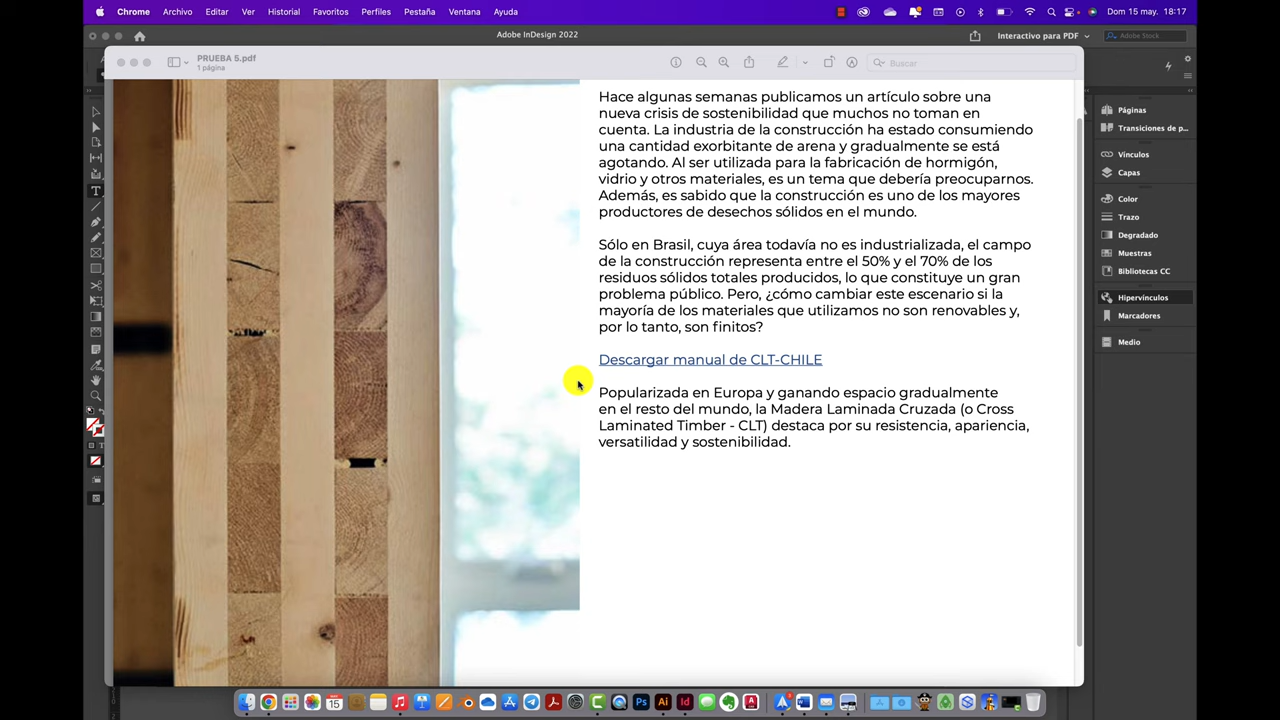 Chrome Archivo Editar Ver Historial Favoritos Perfiles Pestaña Ventana Ayuda Dom 15 may. 18:17
Adobe InDesign 2022 Interactivo para PDF Adobe Stock
PRUEBA 5.pdf
1 página
Buscar
Hace algunas semanas publicamos un artículo sobre una
nueva crisis de sostenibilidad que muchos no toman en
cuenta. La industria de la construcción ha estado consumiendo
una cantidad exorbitante de arena y gradualmente se está
agotando. Al ser utilizada para la fabricación de hormigón,
vidrio y otros materiales, es un tema que debería preocuparnos.
Además, es sabido que la construcción es uno de los mayores
productores de desechos sólidos en el mundo.
Sólo en Brasil, cuya área todavía no es industrializada, el campo
de la construcción representa entre el 50% y el 70% de los
residuos sólidos totales producidos, lo que constituye un gran
problema público. Pero, ¿cómo cambiar este escenario si la
mayoría de los materiales que utilizamos no son renovables y,
por lo tanto, son finitos?
Descargar manual de CLT-CHILE
Popularizada en Europa y ganando espacio gradualmente
en el resto del mundo, la Madera Laminada Cruzada (o Cross
Laminated Timber - CLT) destaca por su resistencia, apariencia,
versatilidad y sostenibilidad.
Páginas
Transiciones de p...
Vínculos
Capas
Color
Trazo
Degradado
Muestras
Bibliotecas CC
Hipervínculos
Marcadores
Medio